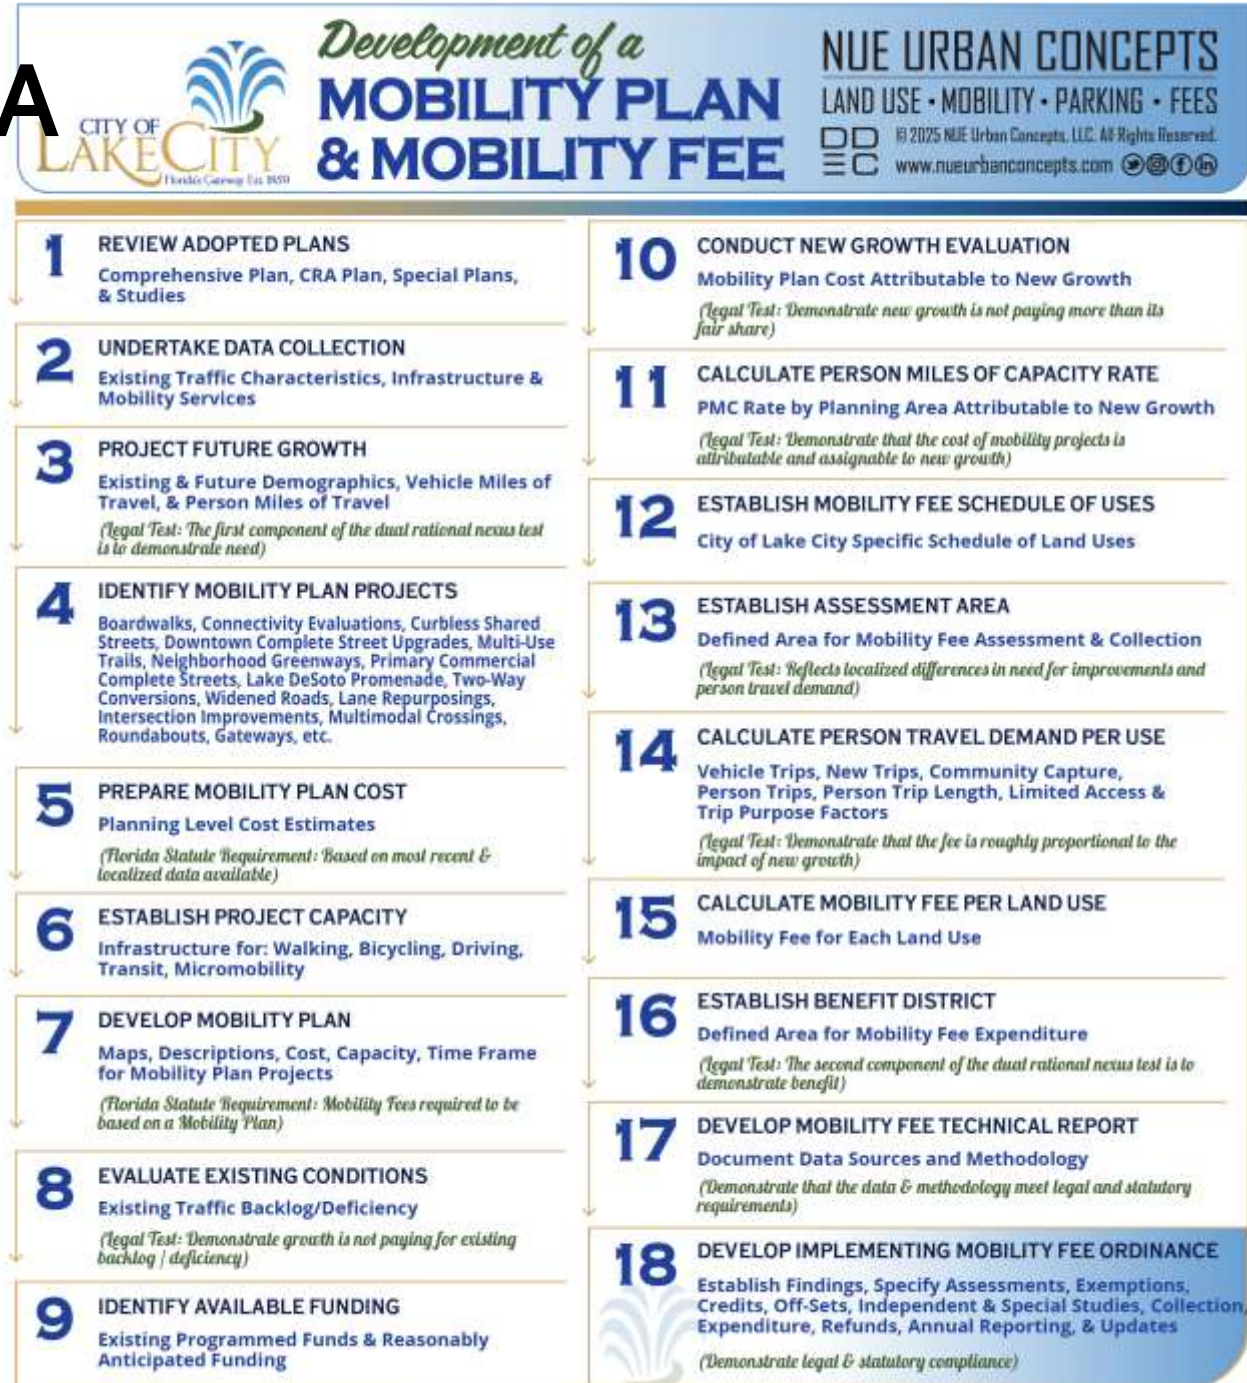 A
CITY OF
LAKE CITY
Florida's Gateway Est. 1859
Development of a
MOBILITY PLAN
& MOBILITY FEE
NUE URBAN CONCEPTS
LAND USE • MOBILITY • PARKING • FEES
© 2025 NUE Urban Concepts, LLC. All Rights Reserved.
www.nueurbanconcepts.com
1
REVIEW ADOPTED PLANS
Comprehensive Plan, CRA Plan, Special Plans,
& Studies
2
UNDERTAKE DATA COLLECTION
Existing Traffic Characteristics, Infrastructure &
Mobility Services
3
PROJECT FUTURE GROWTH
Existing & Future Demographics, Vehicle Miles of
Travel, & Person Miles of Travel
(Legal Test: The first component of the dual rational nexus test
is to demonstrate need)
4
IDENTIFY MOBILITY PLAN PROJECTS
Boardwalks, Connectivity Evaluations, Curbless Shared
Streets, Downtown Complete Street Upgrades, Multi-Use
Trails, Neighborhood Greenways, Primary Commercial
Complete Streets, Lake DeSoto Promenade, Two-Way
Conversions, Widened Roads, Lane Repurposings,
Intersection Improvements, Multimodal Crossings,
Roundabouts, Gateways, etc.
5
PREPARE MOBILITY PLAN COST
Planning Level Cost Estimates
(Florida Statute Requirement: Based on most recent &
localized data available)
6
ESTABLISH PROJECT CAPACITY
Infrastructure for: Walking, Bicycling, Driving,
Transit, Micromobility
7
DEVELOP MOBILITY PLAN
Maps, Descriptions, Cost, Capacity, Time Frame
for Mobility Plan Projects
(Florida Statute Requirement: Mobility Fees required to be
based on a Mobility Plan)
8
EVALUATE EXISTING CONDITIONS
Existing Traffic Backlog/Deficiency
(Legal Test: Demonstrate growth is not paying for existing
backlog / deficiency)
9
IDENTIFY AVAILABLE FUNDING
Existing Programmed Funds & Reasonably
Anticipated Funding
10
CONDUCT NEW GROWTH EVALUATION
Mobility Plan Cost Attributable to New Growth
(Legal Test: Demonstrate new growth is not paying more than its
fair share)
11
CALCULATE PERSON MILES OF CAPACITY RATE
PMC Rate by Planning Area Attributable to New Growth
(Legal Test: Demonstrate that the cost of mobility projects is
attributable and assignable to new growth)
12
ESTABLISH MOBILITY FEE SCHEDULE OF USES
City of Lake City Specific Schedule of Land Uses
13
ESTABLISH ASSESSMENT AREA
Defined Area for Mobility Fee Assessment & Collection
(Legal Test: Reflects localized differences in need for improvements and
person travel demand)
14
CALCULATE PERSON TRAVEL DEMAND PER USE
Vehicle Trips, New Trips, Community Capture,
Person Trips, Person Trip Length, Limited Access &
Trip Purpose Factors
(Legal Test: Demonstrate that the fee is roughly proportional to the
impact of new growth)
15
CALCULATE MOBILITY FEE PER LAND USE
Mobility Fee for Each Land Use
16
ESTABLISH BENEFIT DISTRICT
Defined Area for Mobility Fee Expenditure
(Legal Test: The second component of the dual rational nexus test is to
demonstrate benefit)
17
DEVELOP MOBILITY FEE TECHNICAL REPORT
Document Data Sources and Methodology
(Demonstrate that the data & methodology meet legal and statutory
requirements)
18
DEVELOP IMPLEMENTING MOBILITY FEE ORDINANCE
Establish Findings, Specify Assessments, Exemptions,
Credits, Off-Sets, Independent & Special Studies, Collection,
Expenditure, Refunds, Annual Reporting, & Updates
(Demonstrate legal & statutory compliance)